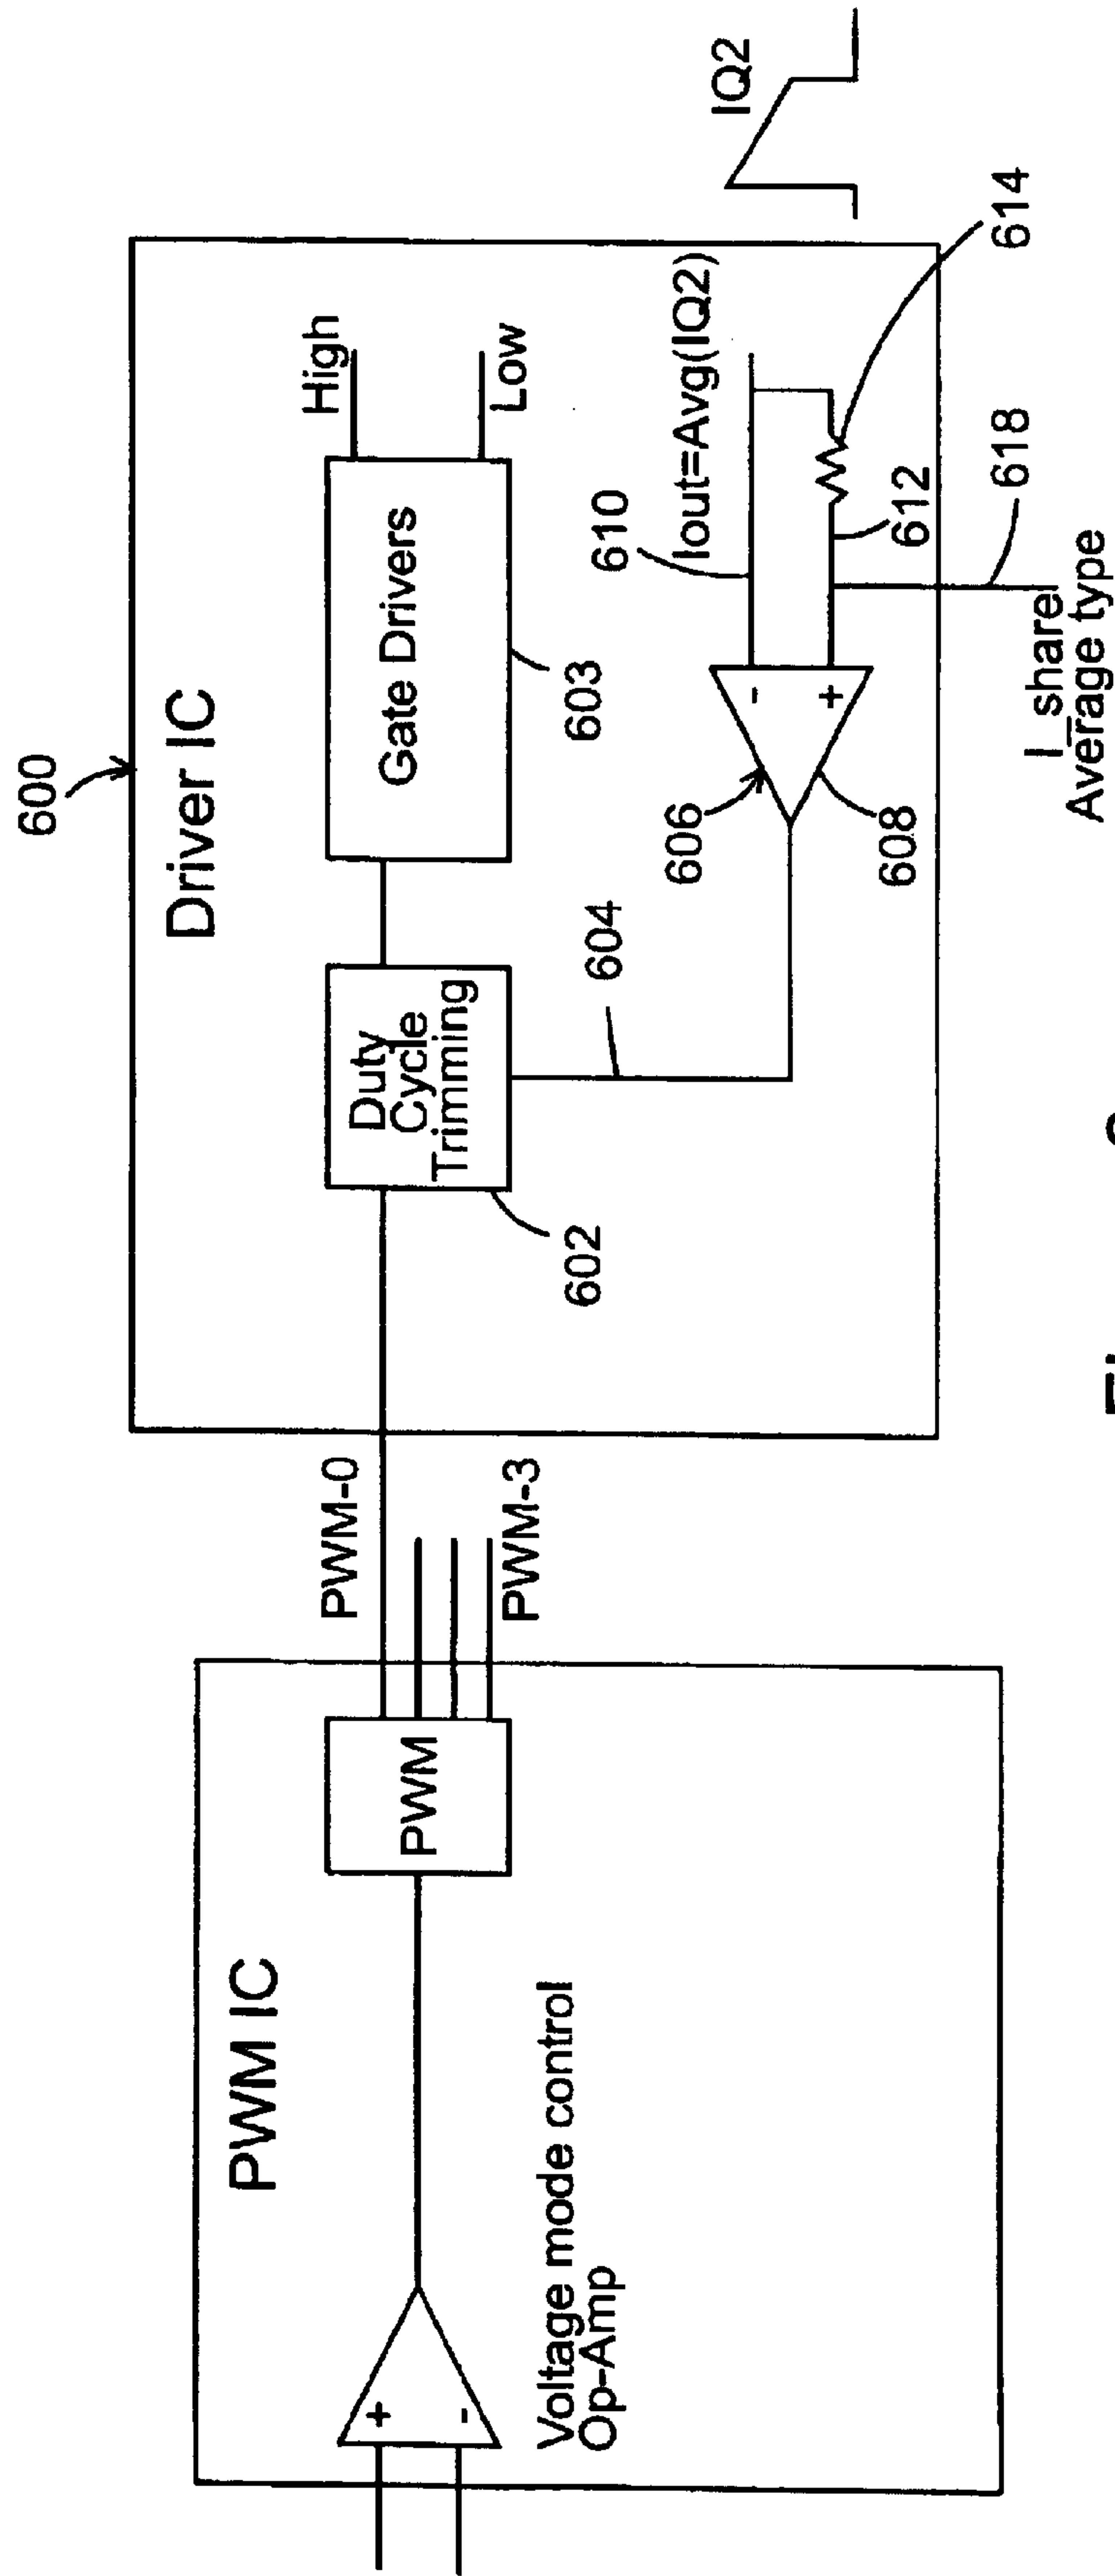 600
Driver IC
High
Gate Drivers
Low
603
Duty
Cycle
Trimming
602
604
606
608
610
Iout=Avg(IQ2)
612
614
618
I_share
Average type
IQ2
PWM-0
PWM-3
PWM IC
PWM
+
-
-
+
Voltage mode control
Op-Amp